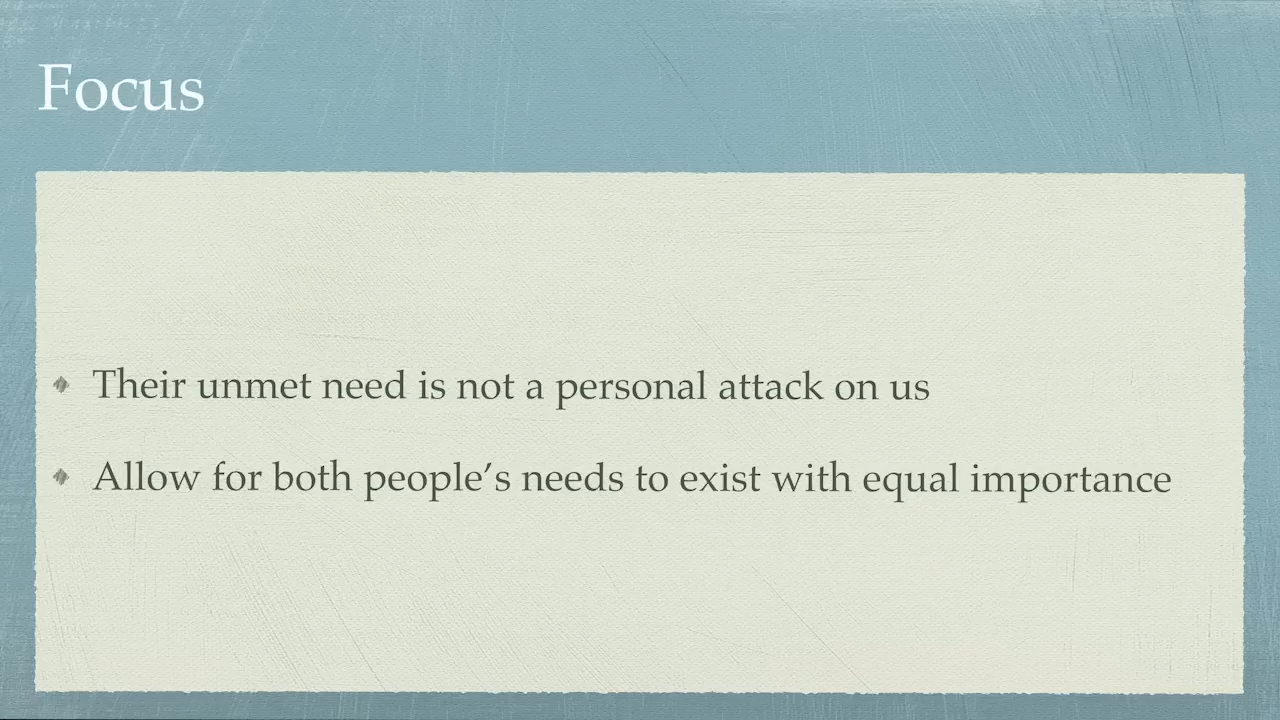 Focus
Their unmet need is not a personal attack on us
Allow for both people’s needs to exist with equal importance